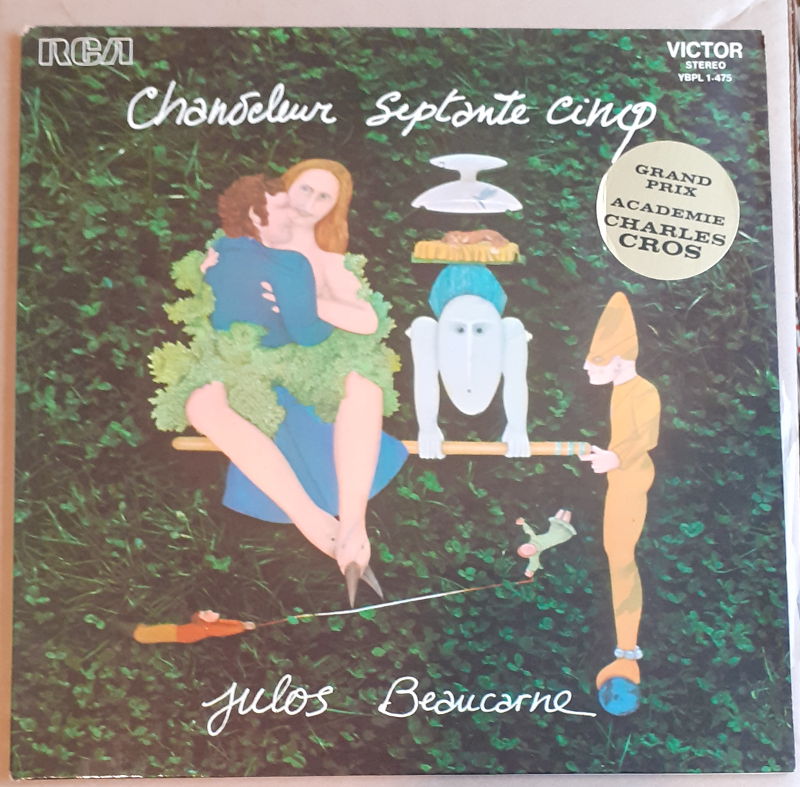 RCA
VICTOR
STEREO
YBPL 1-475
Chandeleur Septante cinq
GRAND
PRIX
ACADEMIE
CHARLES
CROS
Julos Beaucarne